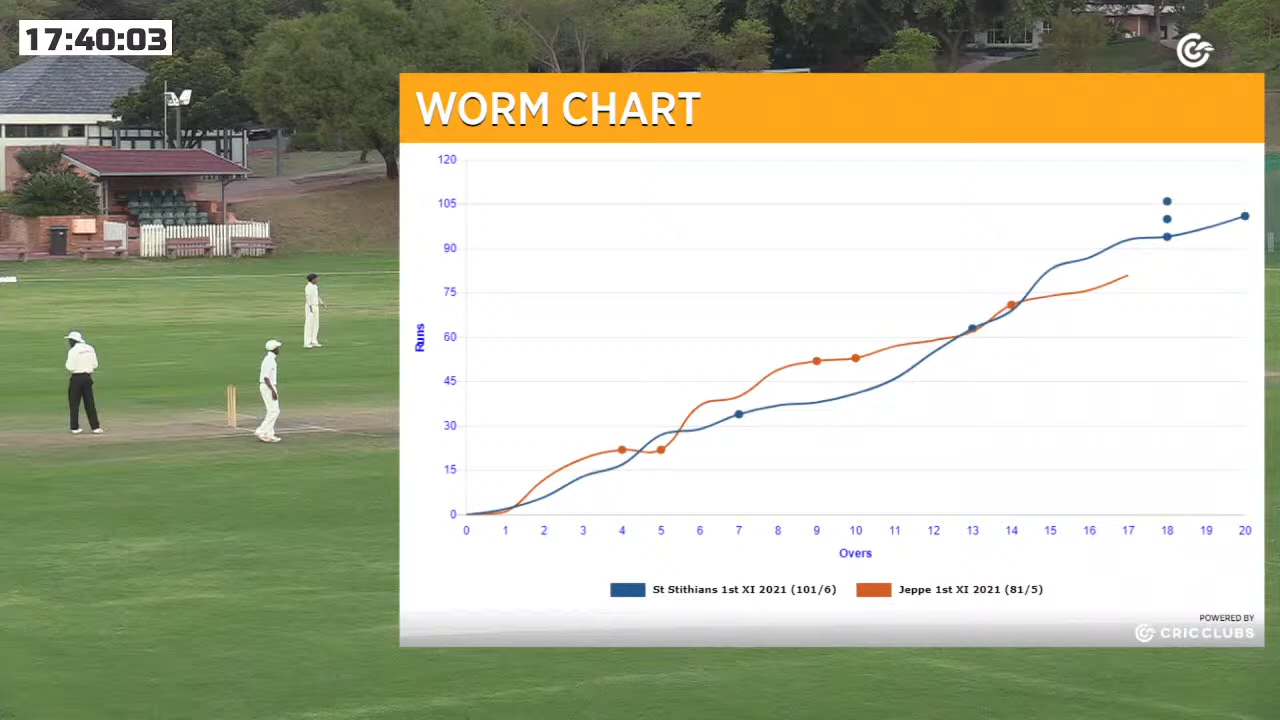 17:40:03
WORM CHART
120
105
90
75
60
45
30
15
0
Runs
0 1 2 3 4 5 6 7 8 9 10 11 12 13 14 15 16 17 18 19 20
Overs
St Stithians 1st XI 2021 (101/6) Jeppe 1st XI 2021 (81/5)
POWERED BY
CRICCLUBS